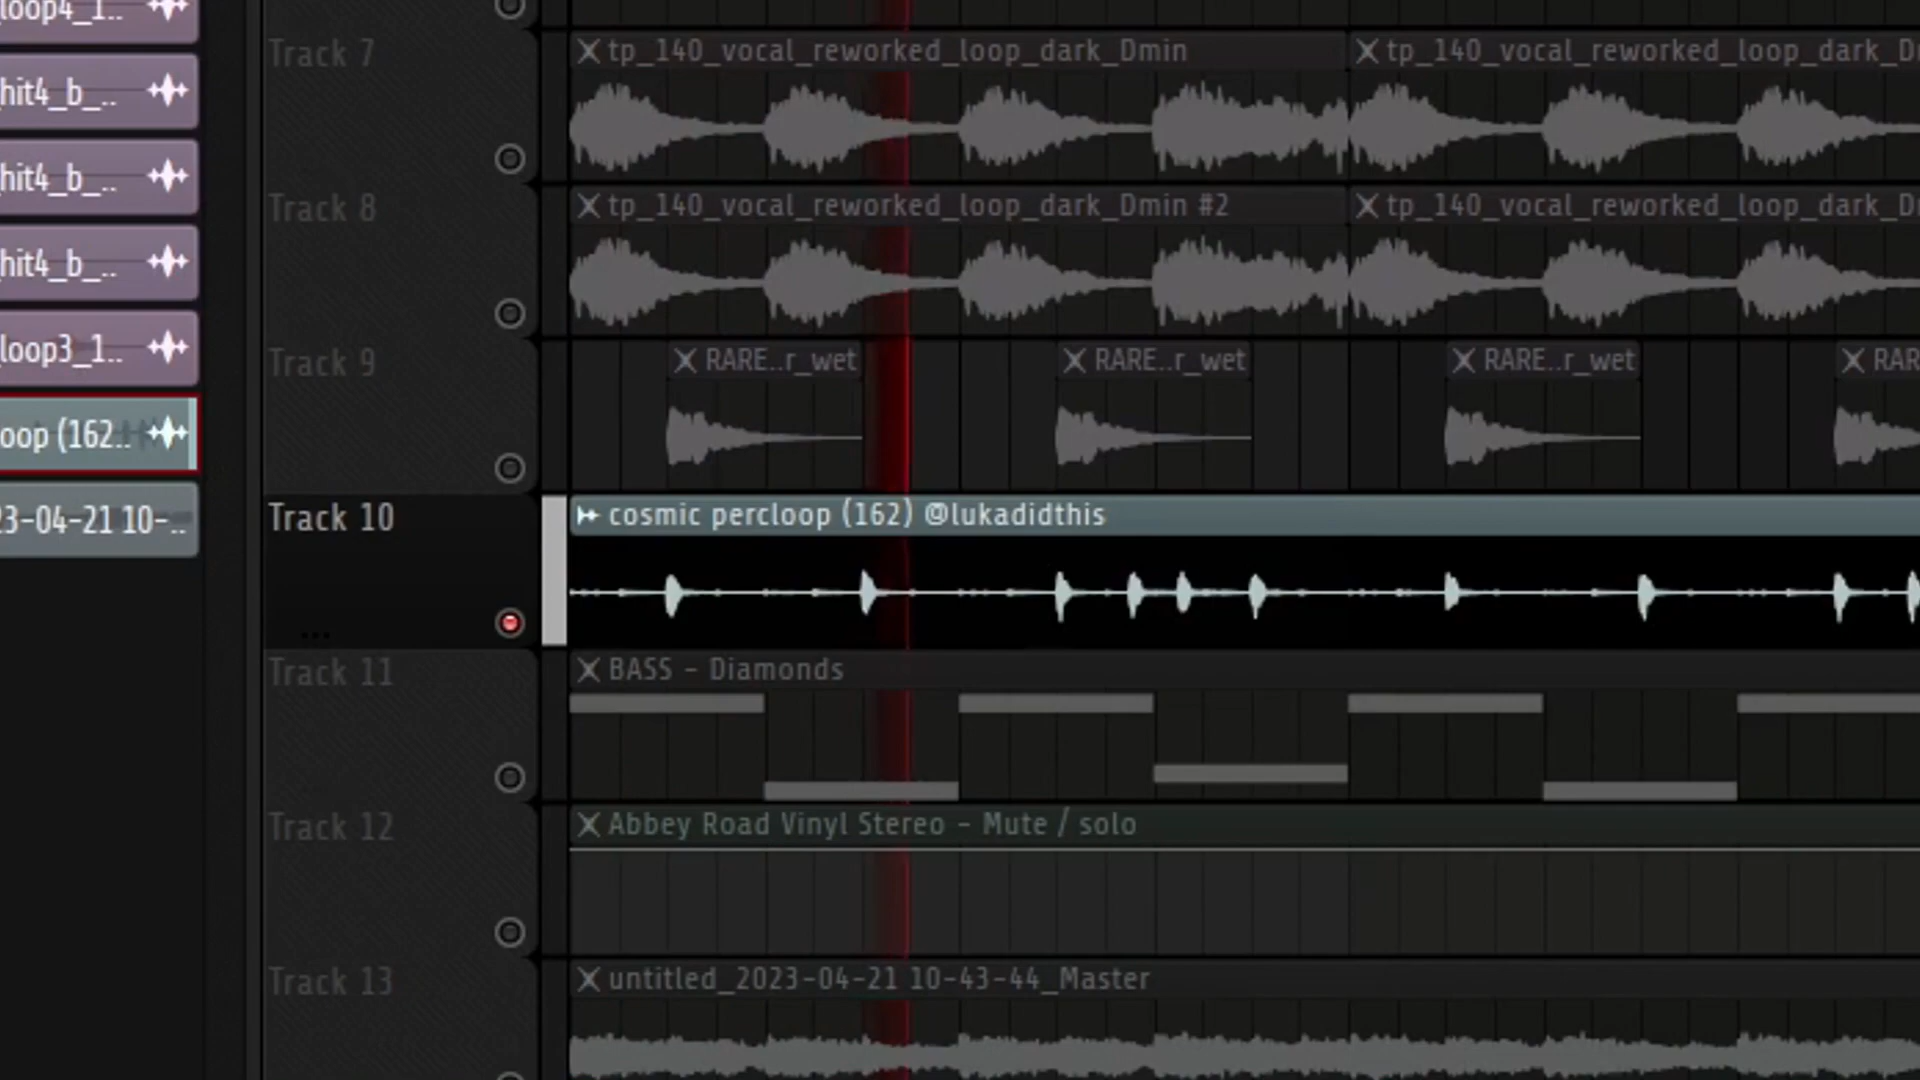 loop4_1..
hit4_b_..
hit4_b_..
hit4_b_..
loop3_1..
oop (162..
23-04-21 10-..
Track 7
tp_140_vocal_reworked_loop_dark_Dmin
tp_140_vocal_reworked_loop_dark_D
Track 8
tp_140_vocal_reworked_loop_dark_Dmin #2
tp_140_vocal_reworked_loop_dark_D
Track 9
RARE..r_wet
RARE..r_wet
RARE..r_wet
RAR
Track 10
cosmic percloop (162) @lukadidthis
...
Track 11
BASS - Diamonds
Track 12
Abbey Road Vinyl Stereo - Mute / solo
Track 13
untitled_2023-04-21 10-43-44_Master